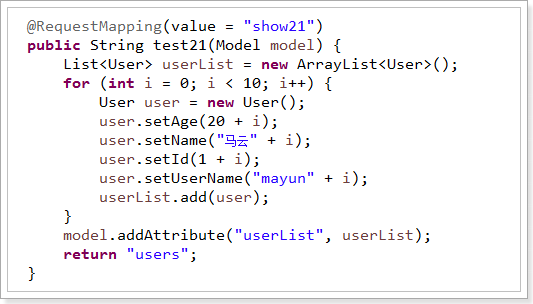 @RequestMapping(value = "show21")
public String test21(Model model) {
    List<User> userList = new ArrayList<User>();
    for (int i = 0; i < 10; i++) {
        User user = new User();
        user.setAge(20 + i);
        user.setName("马云" + i);
        user.setId(1 + i);
        user.setUserName("mayun" + i);
        userList.add(user);
    }
    model.addAttribute("userList", userList);
    return "users";
}